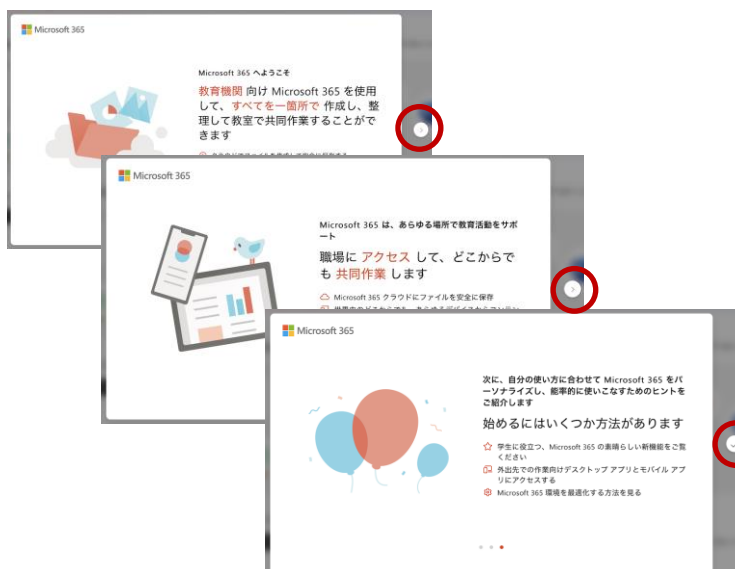 Microsoft 365
Microsoft 365 へようこそ
教育機関 向け Microsoft 365 を使用
して、すべてを一箇所で 作成し、整
理して教室で共同作業することがで
きます
Microsoft 365
Microsoft 365 は、あらゆる場所で教育活動をサポ
ート
職場に アクセス して、どこからで
も 共同作業 します
Microsoft 365 クラウドにファイルを安全に保存
Microsoft 365
次に、自分の使い方に合わせて Microsoft 365 をパ
ーソナライズし、能率的に使いこなすためのヒントを
ご紹介します
始めるにはいくつか方法があります
学生に役立つ、Microsoft 365 の素晴らしい新機能をご覧
ください
外出先での作業向けデスクトップ アプリとモバイル アプ
リにアクセスする
Microsoft 365 環境を最適化する方法を見る